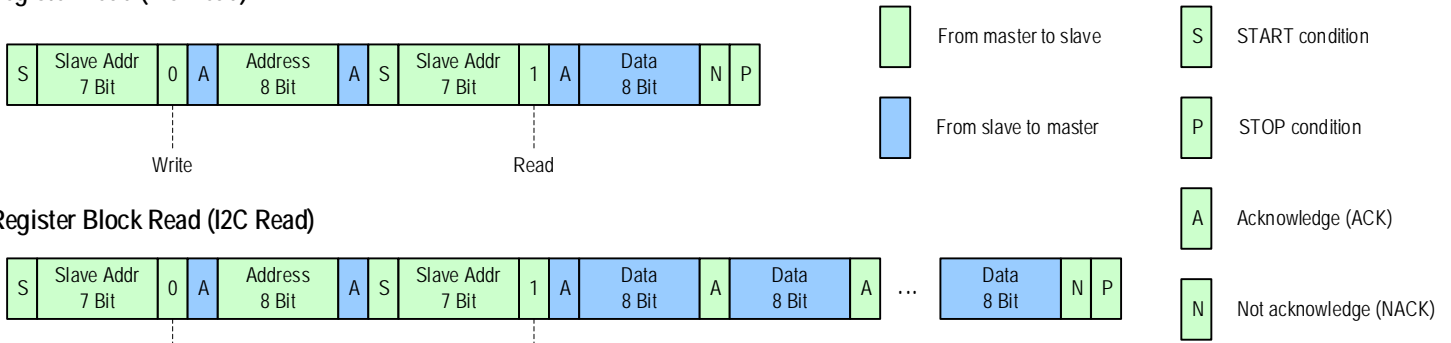 S Slave Addr 7 Bit 0 A Address 8 Bit A S Slave Addr 7 Bit 1 A Data 8 Bit N P
Write Read
Register Block Read (I2C Read)
S Slave Addr 7 Bit 0 A Address 8 Bit A S Slave Addr 7 Bit 1 A Data 8 Bit A Data 8 Bit A ... Data 8 Bit N P
From master to slave
From slave to master
S START condition
P STOP condition
A Acknowledge (ACK)
N Not acknowledge (NACK)